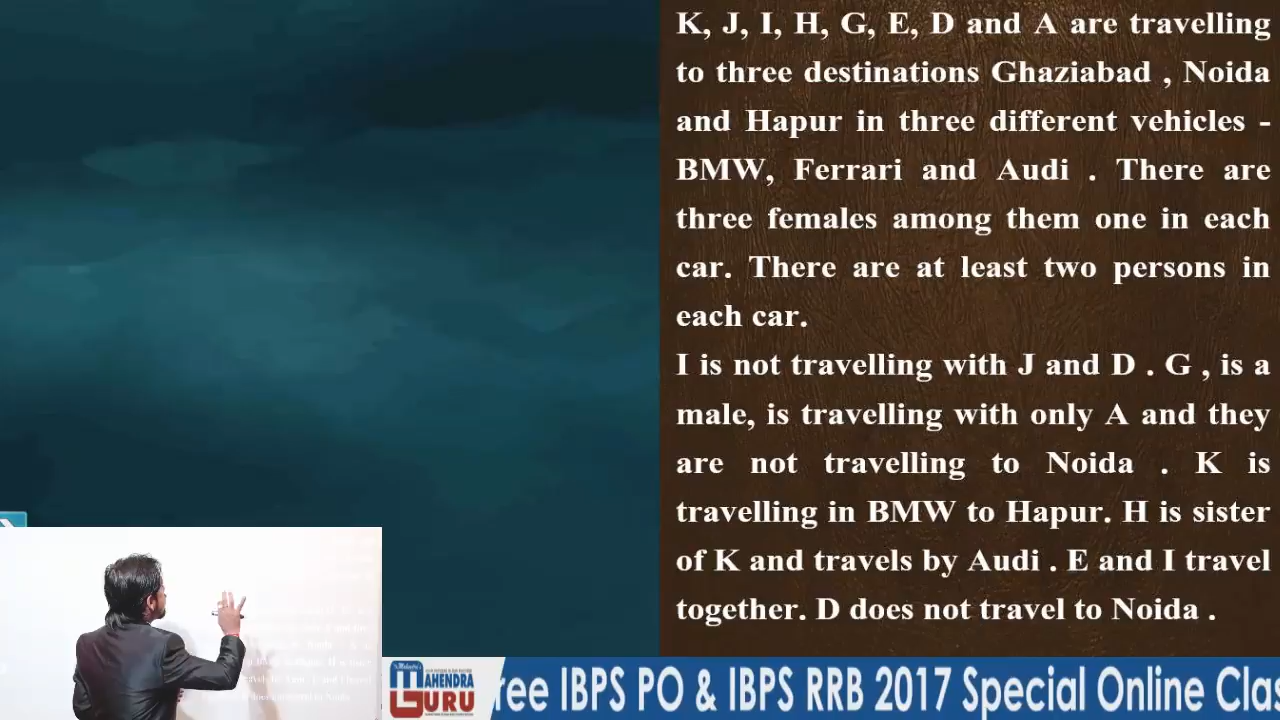 K, J, I, H, G, E, D and A are travelling
to three destinations Ghaziabad , Noida
and Hapur in three different vehicles -
BMW, Ferrari and Audi . There are
three females among them one in each
car. There are at least two persons in
each car.
I is not travelling with J and D . G , is a
male, is travelling with only A and they
are not travelling to Noida . K is
travelling in BMW to Hapur. H is sister
of K and travels by Audi . E and I travel
together. D does not travel to Noida .
Mahendra's
MAHENDRA
GURU
ree IBPS PO & IBPS RRB 2017 Special Online Clas